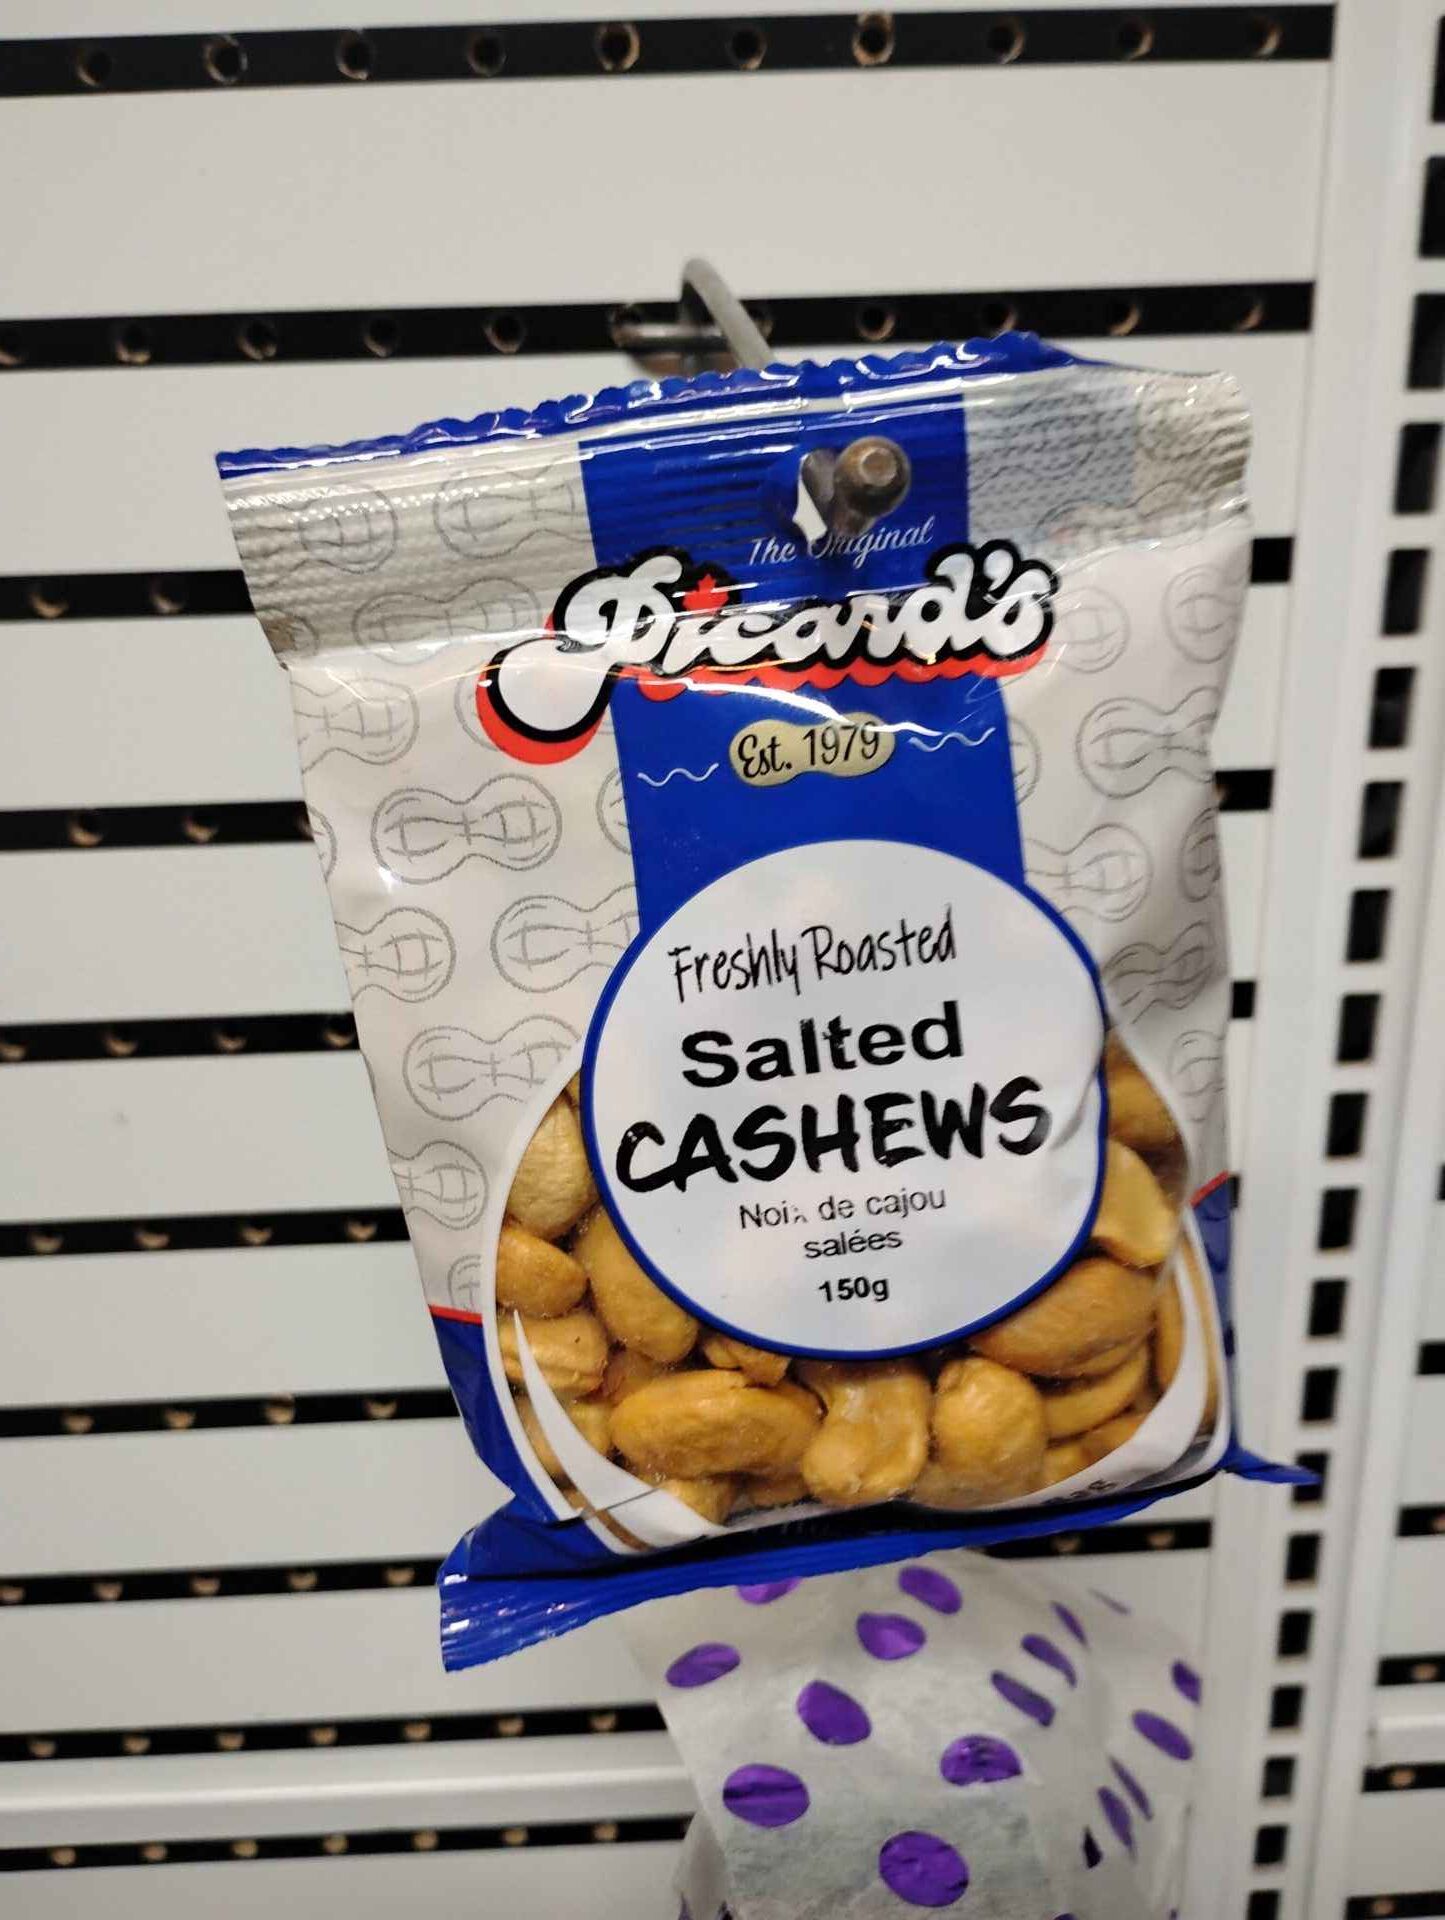 The Original
Picard's
Est. 1979
Freshly Roasted
Salted
CASHEWS
Noix de cajou
salées
150g